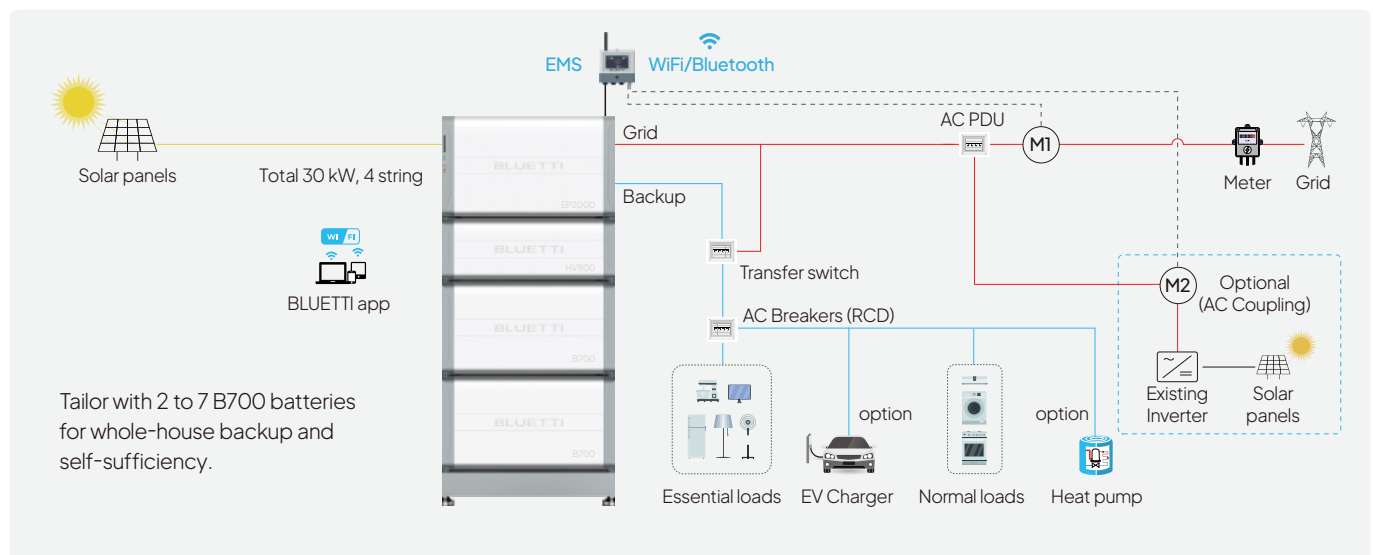 EMS
WiFi/Bluetooth
Solar panels
Total 30 kW, 4 string
Grid
AC PDU
M1
Meter
Grid
BLUETTI
EP2000
Backup
WI FI
BLUETTI app
BLUETTI
HV800
Transfer switch
M2
Optional
(AC Coupling)
AC Breakers (RCD)
BLUETTI
B700
Existing
Inverter
Solar
panels
Tailor with 2 to 7 B700 batteries
for whole-house backup and
self-sufficiency.
BLUETTI
B700
option
option
Essential loads
EV Charger
Normal loads
Heat pump